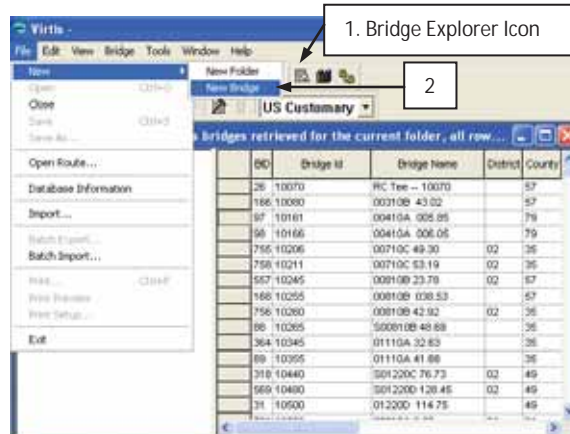 Virtis -
1. Bridge Explorer Icon
File Edit View Bridge Tools Window Help
New New Folder
Open Ctrl+O New Bridge 2
Close US Customary
Save Ctrl+S
Save As... s bridges retrieved for the current folder, all row...
Open Route...
Database Information
Import...
Batch Export...
Batch Import...
Print... Ctrl+P
Print Preview
Print Setup...
Exit
BID Bridge Id Bridge Name District County
26 10070 RC Tee -- 10070 57
166 10080 00310B 43.02 57
97 10161 00410A 005.85 79
98 10166 00410A 006.05 79
755 10206 00710C 49.30 02 35
758 10211 00710C 53.19 02 35
557 10245 00810B 23.78 02 57
168 10255 00810B 038.53 57
756 10260 00810B 42.92 02 35
88 10265 S00810B 48.69 35
364 10345 01110A 32.63 35
89 10355 01110A 41.88 35
318 10440 S01220C 76.73 02 49
569 10480 S01220D 128.45 02 49
31 10500 01220D 114.75 49